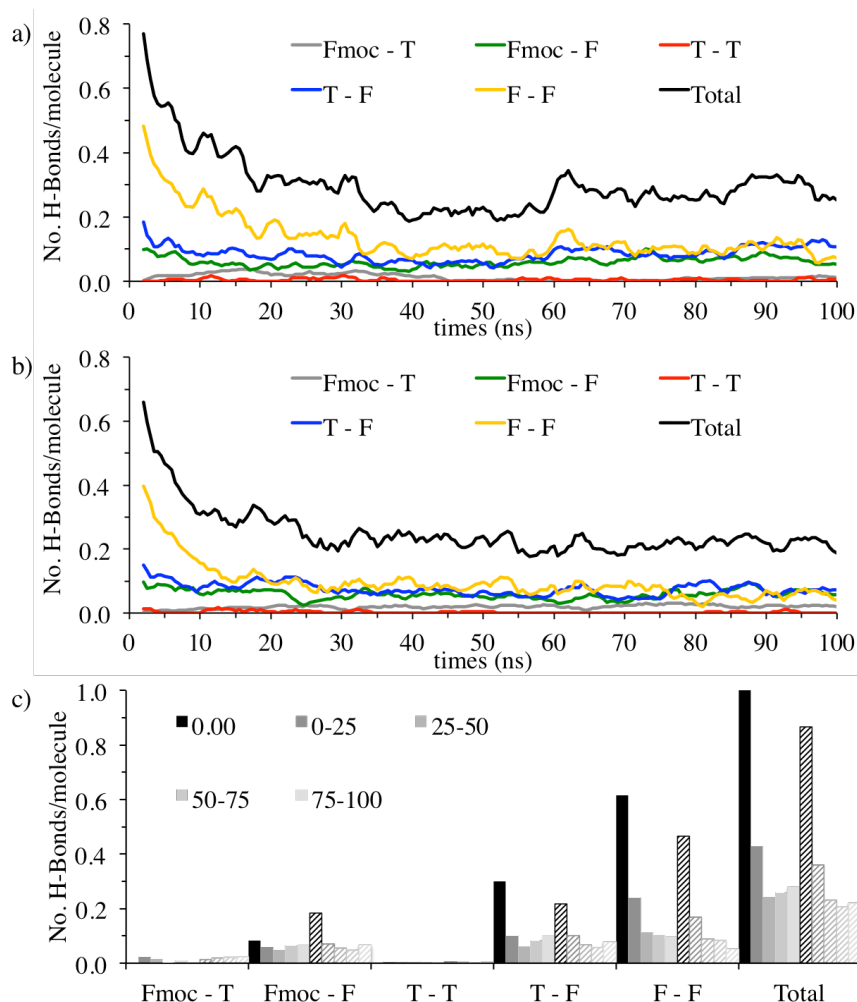 a)
No. H-Bonds/molecule
0.8
0.6
0.4
0.2
0.0
Fmoc - T Fmoc - F T - T
T - F F - F Total
0 10 20 30 40 50 60 70 80 90 100
times (ns)
b)
No. H-Bonds/molecule
0.8
0.6
0.4
0.2
0.0
Fmoc - T Fmoc - F T - T
T - F F - F Total
0 10 20 30 40 50 60 70 80 90 100
times (ns)
c)
No. H-Bonds/molecule
1.0
0.8
0.6
0.4
0.2
0.0
0.00 0-25 25-50
50-75 75-100
Fmoc - T Fmoc - F T - T T - F F - F Total